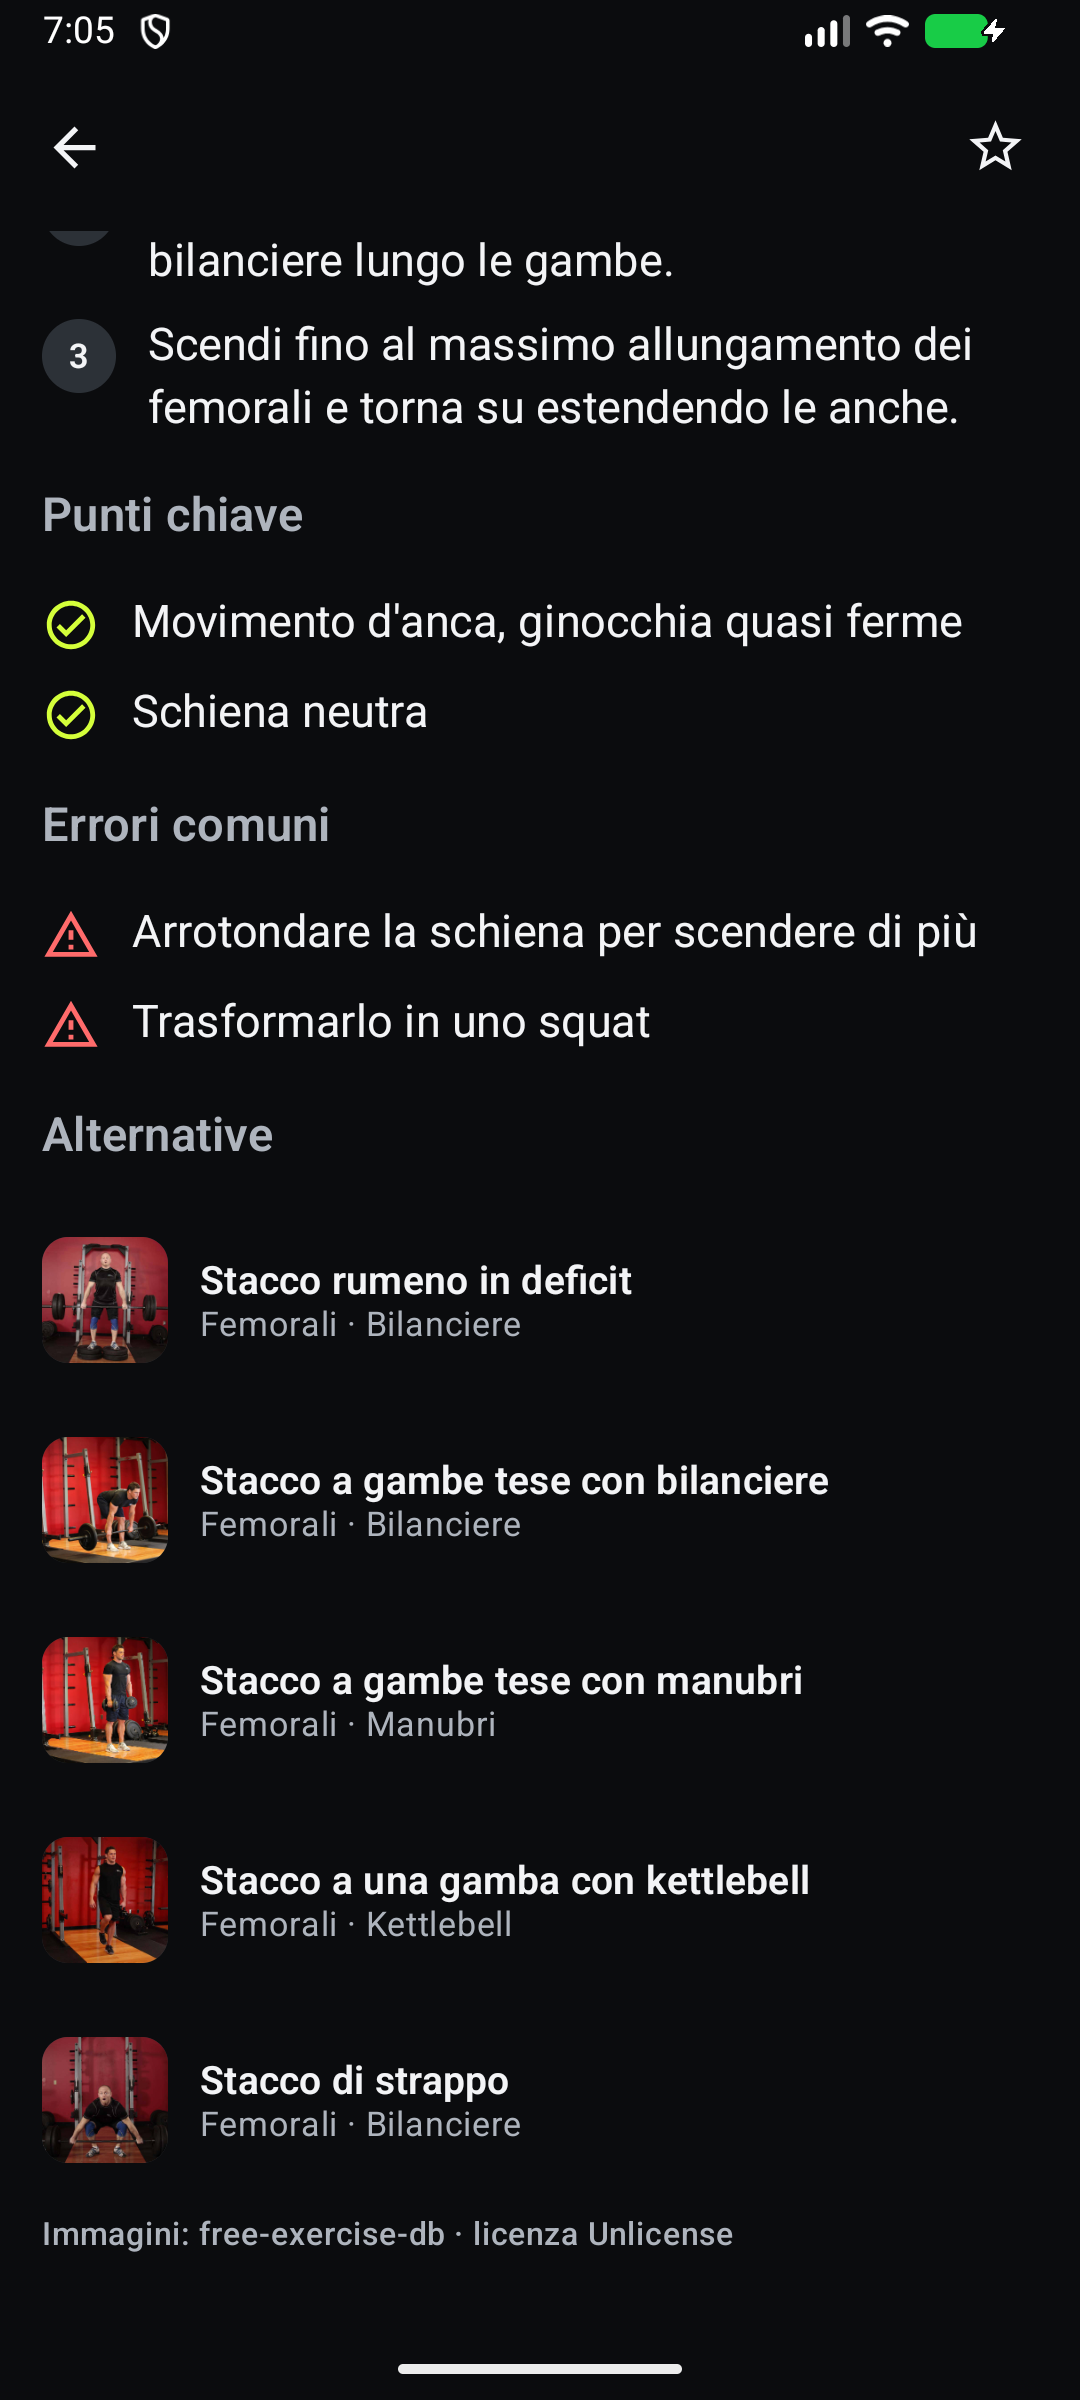 7:05
bilanciere lungo le gambe.
3
Scendi fino al massimo allungamento dei
femorali e torna su estendendo le anche.
Punti chiave
Movimento d'anca, ginocchia quasi ferme
Schiena neutra
Errori comuni
Arrotondare la schiena per scendere di più
Trasformarlo in uno squat
Alternative
Stacco rumeno in deficit
Femorali · Bilanciere
Stacco a gambe tese con bilanciere
Femorali · Bilanciere
Stacco a gambe tese con manubri
Femorali · Manubri
Stacco a una gamba con kettlebell
Femorali · Kettlebell
Stacco di strappo
Femorali · Bilanciere
Immagini: free-exercise-db · licenza Unlicense